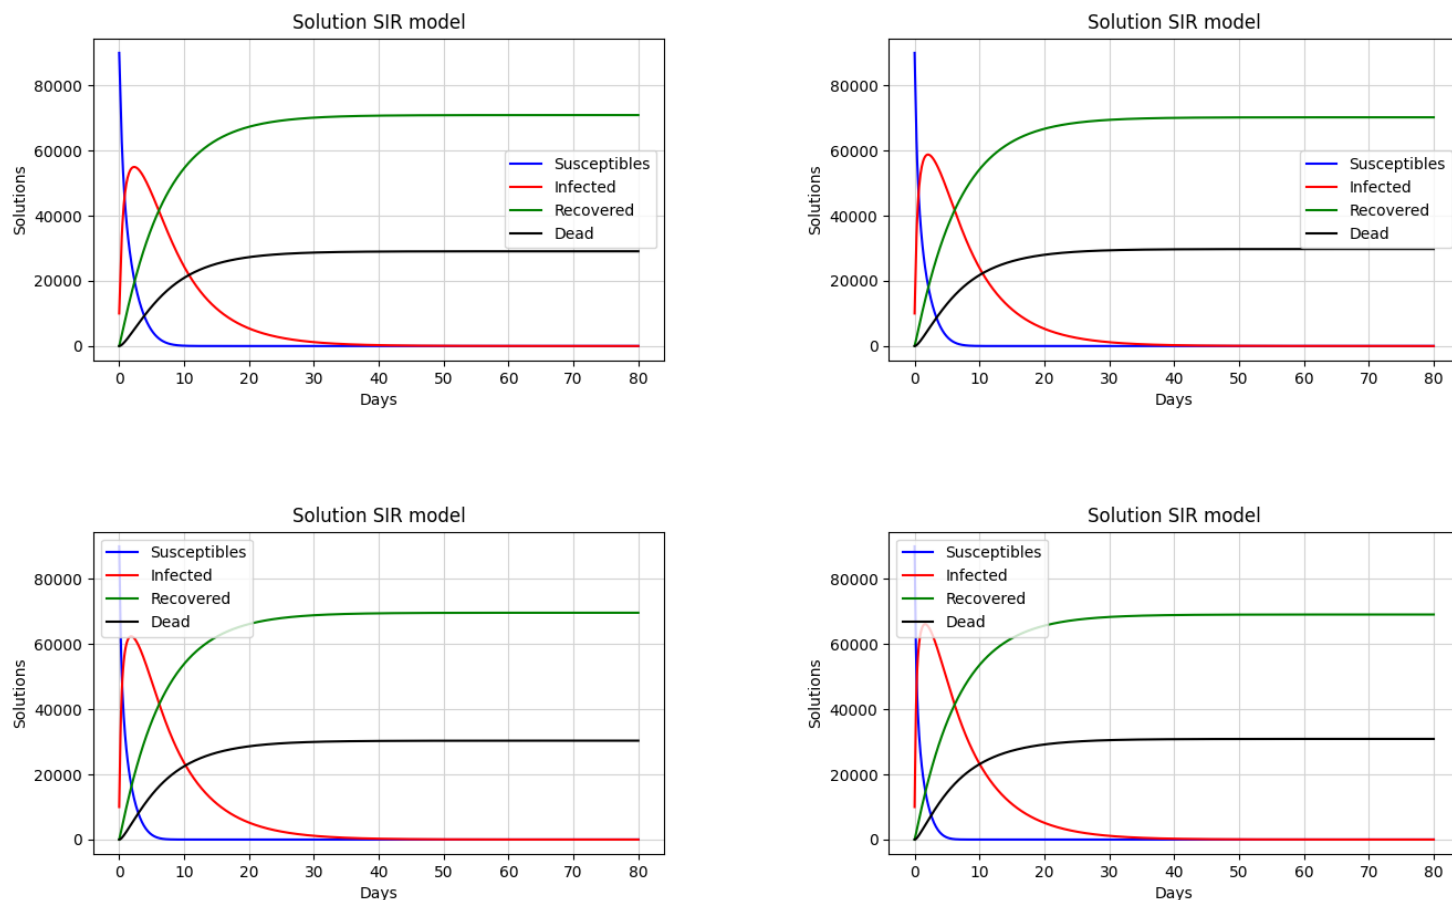 Solution SIR model
80000
60000
40000
20000
0
Solutions
Susceptibles
Infected
Recovered
Dead
0 10 20 30 40 50 60 70 80
Days
Solution SIR model
80000
60000
40000
20000
0
Solutions
Susceptibles
Infected
Recovered
Dead
0 10 20 30 40 50 60 70 80
Days
Solution SIR model
80000
60000
40000
20000
0
Solutions
Susceptibles
Infected
Recovered
Dead
0 10 20 30 40 50 60 70 80
Days
Solution SIR model
80000
60000
40000
20000
0
Solutions
Susceptibles
Infected
Recovered
Dead
0 10 20 30 40 50 60 70 80
Days